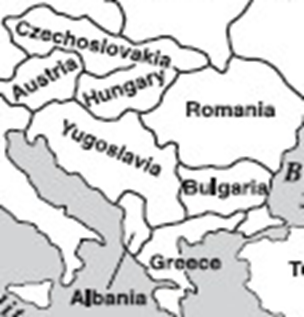 Czechoslovakia
Austria
Hungary
Romania
Yugoslavia
Bulgaria
B
Greece
T
Albania